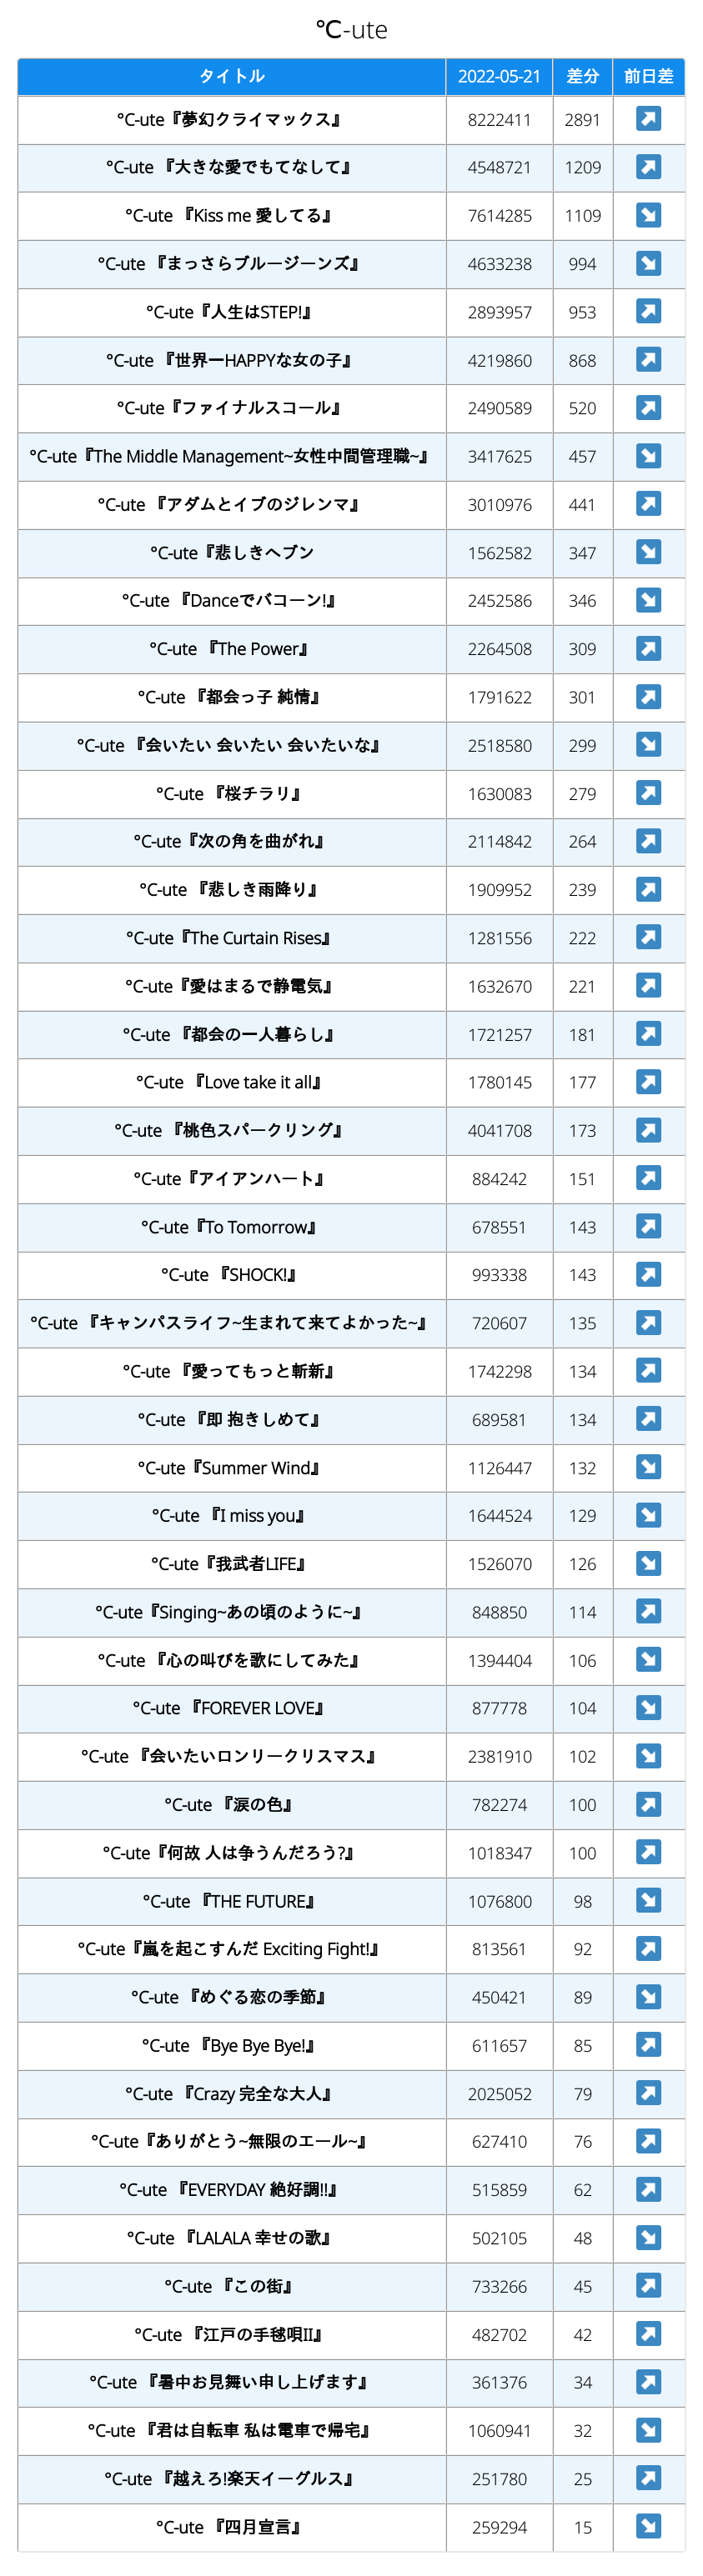 ℃-ute
タイトル 2022-05-21 差分 前日差
°C-ute『夢幻クライマックス』 8222411 2891 ↗
°C-ute 『大きな愛でもてなして』 4548721 1209 ↗
°C-ute 『Kiss me 愛してる』 7614285 1109 ↘
°C-ute 『まっさらブルージーンズ』 4633238 994 ↘
°C-ute『人生はSTEP!』 2893957 953 ↗
°C-ute 『世界一HAPPYな女の子』 4219860 868 ↗
°C-ute『ファイナルスコール』 2490589 520 ↗
°C-ute『The Middle Management~女性中間管理職~』 3417625 457 ↘
°C-ute 『アダムとイブのジレンマ』 3010976 441 ↗
°C-ute『悲しきヘブン 1562582 347 ↘
°C-ute 『Danceでバコーン!』 2452586 346 ↘
°C-ute 『The Power』 2264508 309 ↗
°C-ute 『都会っ子 純情』 1791622 301 ↗
°C-ute 『会いたい 会いたい 会いたいな』 2518580 299 ↘
°C-ute 『桜チラリ』 1630083 279 ↗
°C-ute『次の角を曲がれ』 2114842 264 ↗
°C-ute 『悲しき雨降り』 1909952 239 ↗
°C-ute『The Curtain Rises』 1281556 222 ↗
°C-ute『愛はまるで静電気』 1632670 221 ↗
°C-ute 『都会の一人暮らし』 1721257 181 ↗
°C-ute 『Love take it all』 1780145 177 ↗
°C-ute 『桃色スパークリング』 4041708 173 ↗
°C-ute『アイアンハート』 884242 151 ↗
°C-ute『To Tomorrow』 678551 143 ↗
°C-ute 『SHOCK!』 993338 143 ↗
°C-ute 『キャンパスライフ~生まれて来てよかった~』 720607 135 ↗
°C-ute 『愛ってもっと斬新』 1742298 134 ↗
°C-ute 『即 抱きしめて』 689581 134 ↗
°C-ute『Summer Wind』 1126447 132 ↘
°C-ute 『I miss you』 1644524 129 ↘
°C-ute『我武者LIFE』 1526070 126 ↘
°C-ute『Singing~あの頃のように~』 848850 114 ↗
°C-ute 『心の叫びを歌にしてみた』 1394404 106 ↘
°C-ute 『FOREVER LOVE』 877778 104 ↘
°C-ute 『会いたいロンリークリスマス』 2381910 102 ↘
°C-ute 『涙の色』 782274 100 ↗
°C-ute『何故 人は争うんだろう?』 1018347 100 ↗
°C-ute 『THE FUTURE』 1076800 98 ↘
°C-ute『嵐を起こすんだ Exciting Fight!』 813561 92 ↗
°C-ute 『めぐる恋の季節』 450421 89 ↘
°C-ute 『Bye Bye Bye!』 611657 85 ↗
°C-ute 『Crazy 完全な大人』 2025052 79 ↗
°C-ute『ありがとう~無限のエール~』 627410 76 ↗
°C-ute 『EVERYDAY 絶好調!!』 515859 62 ↗
°C-ute 『LALALA 幸せの歌』 502105 48 ↘
°C-ute 『この街』 733266 45 ↗
°C-ute 『江戸の手毬唄II』 482702 42 ↗
°C-ute 『暑中お見舞い申し上げます』 361376 34 ↗
°C-ute 『君は自転車 私は電車で帰宅』 1060941 32 ↘
°C-ute 『越えろ!楽天イーグルス』 251780 25 ↗
°C-ute 『四月宣言』 259294 15 ↘